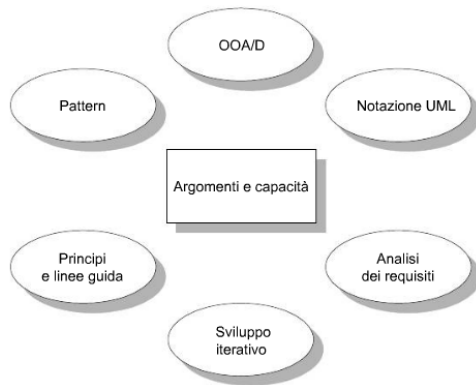 OOA/D
Pattern
Notazione UML
Argomenti e capacità
Principi
e linee guida
Analisi
dei requisiti
Sviluppo
iterativo